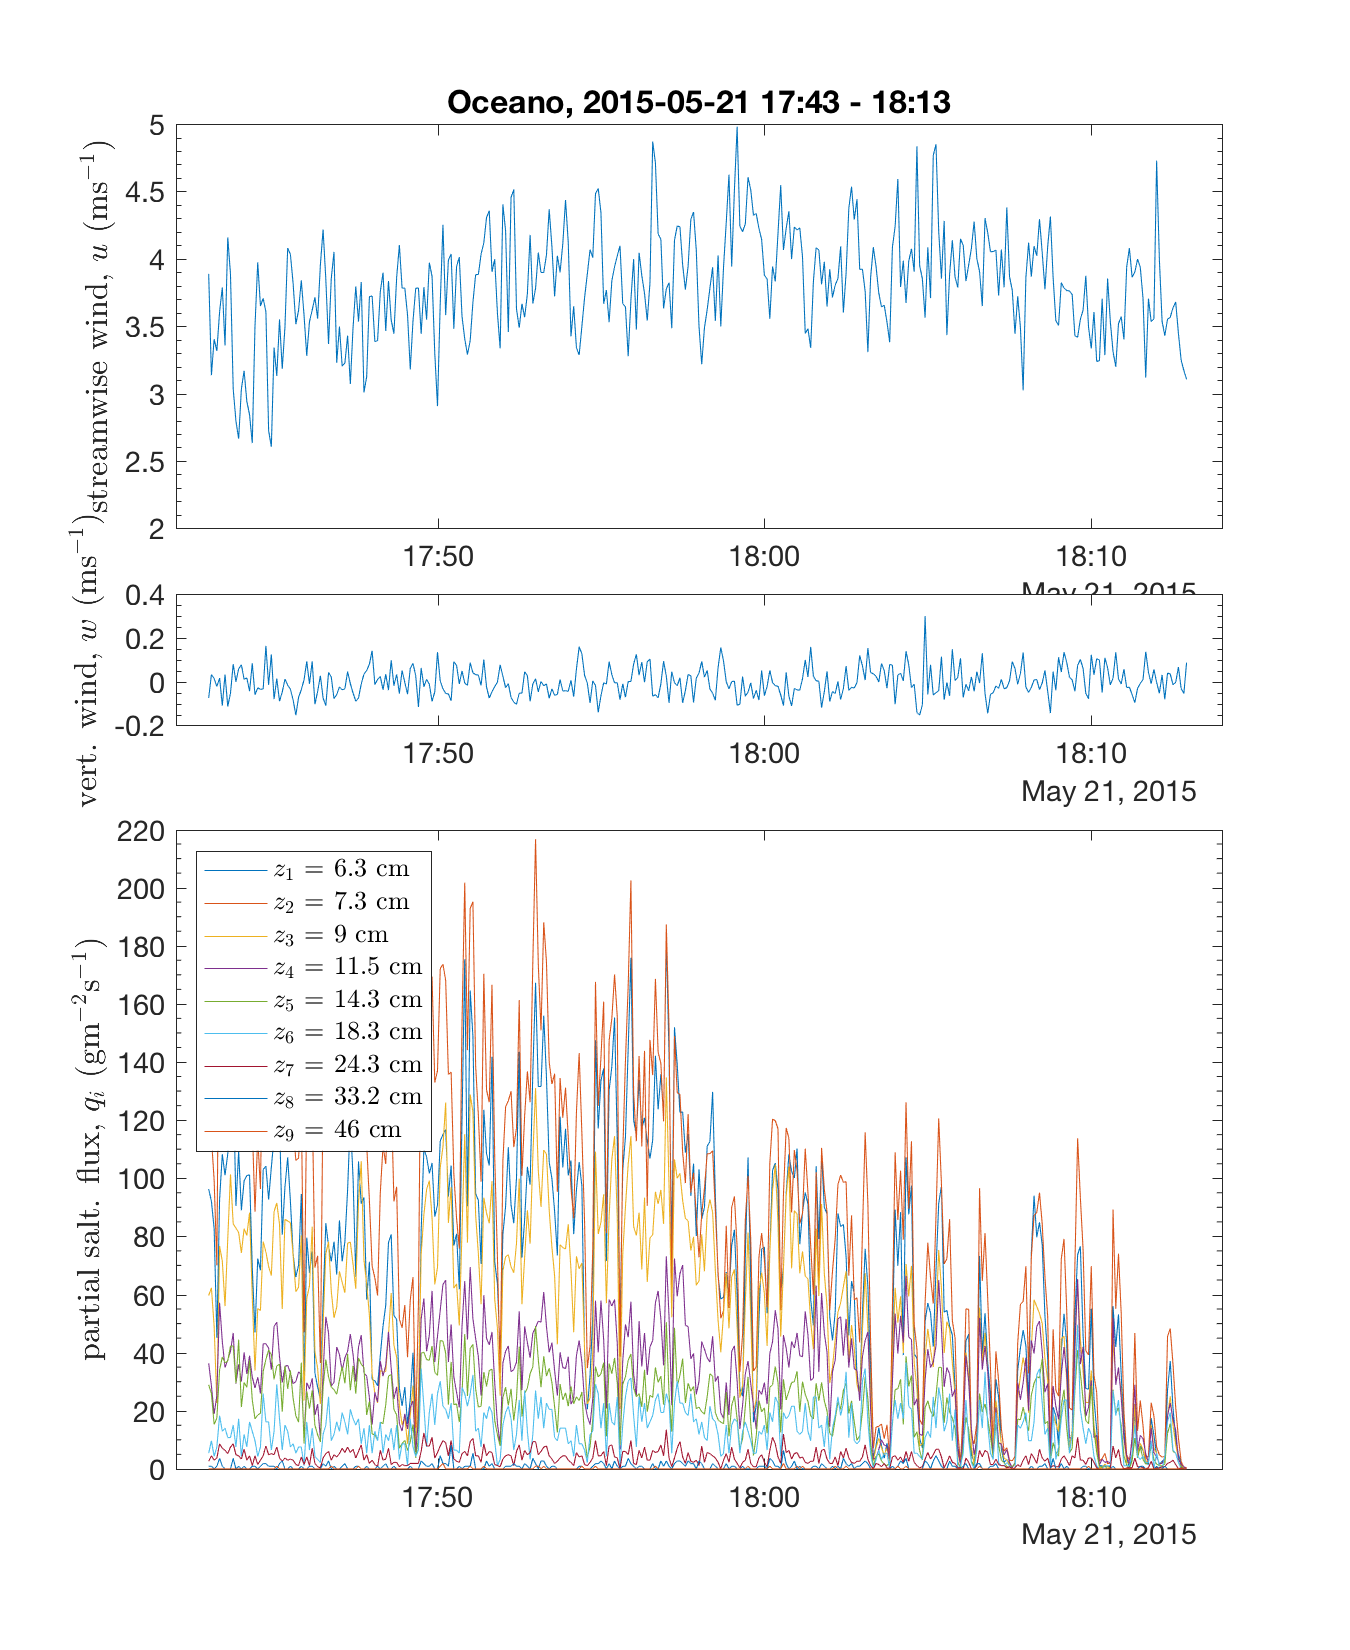 Oceano, 2015-05-21 17:43 - 18:13
streamwise wind, u (ms⁻¹)
5
4.5
4
3.5
3
2.5
2
17:50 18:00 18:10
May 21, 2015
vert. wind, w (ms⁻¹)
0.4
0.2
0
-0.2
17:50 18:00 18:10
May 21, 2015
partial salt. flux, qᵢ (gm⁻²s⁻¹)
220
200
180
160
140
120
100
80
60
40
20
0
z₁ = 6.3 cm
z₂ = 7.3 cm
z₃ = 9 cm
z₄ = 11.5 cm
z₅ = 14.3 cm
z₆ = 18.3 cm
z₇ = 24.3 cm
z₈ = 33.2 cm
z₉ = 46 cm
17:50 18:00 18:10
May 21, 2015